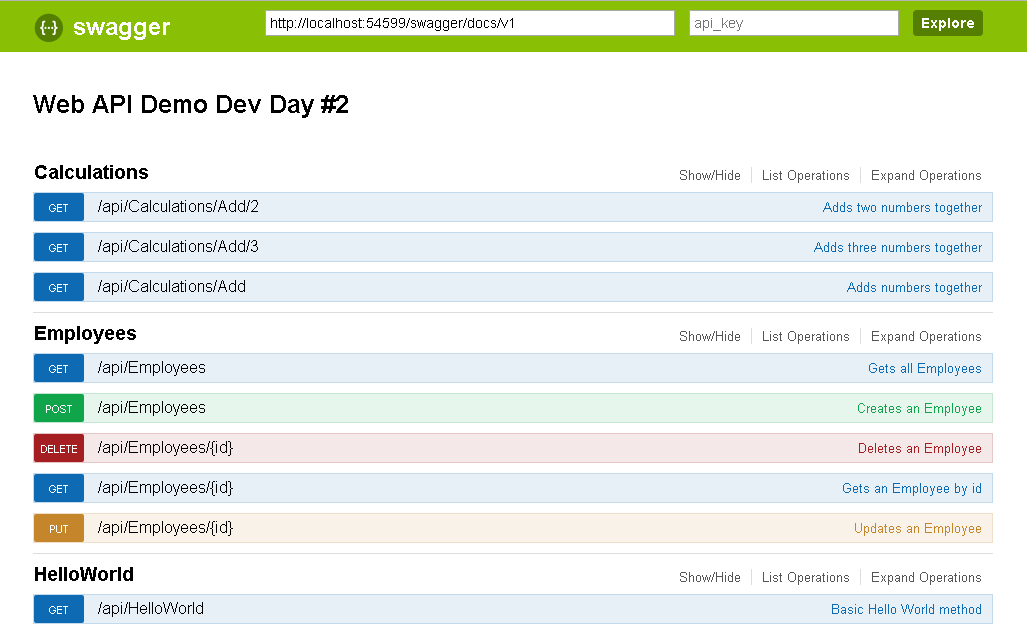 {··} swagger http://localhost:54599/swagger/docs/v1 api_key Explore
Web API Demo Dev Day #2
Calculations Show/Hide List Operations Expand Operations
GET /api/Calculations/Add/2 Adds two numbers together
GET /api/Calculations/Add/3 Adds three numbers together
GET /api/Calculations/Add Adds numbers together
Employees Show/Hide List Operations Expand Operations
GET /api/Employees Gets all Employees
POST /api/Employees Creates an Employee
DELETE /api/Employees/{id} Deletes an Employee
GET /api/Employees/{id} Gets an Employee by id
PUT /api/Employees/{id} Updates an Employee
HelloWorld Show/Hide List Operations Expand Operations
GET /api/HelloWorld Basic Hello World method